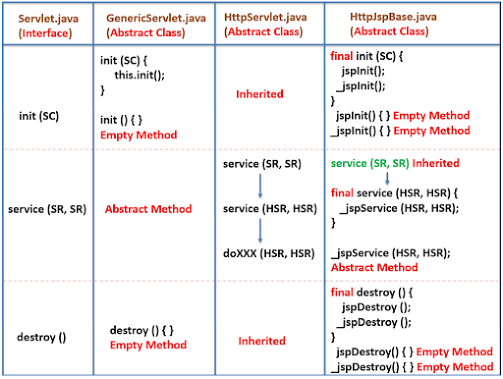 Servlet.java
(Interface)
GenericServlet.java
(Abstract Class)
HttpServlet.java
(Abstract Class)
HttpJspBase.java
(Abstract Class)
init (SC)
init (SC) {
this.init();
}
init () { }
Empty Method
Inherited
final init (SC) {
jspInit();
_jspInit();
}
jspInit() { } Empty Method
_jspInit() { } Empty Method
service (SR, SR)
Abstract Method
service (SR, SR)
service (HSR, HSR)
doXXX (HSR, HSR)
service (SR, SR) Inherited
final service (HSR, HSR) {
_jspService (HSR, HSR);
}
_jspService (HSR, HSR);
Abstract Method
destroy ()
destroy () { }
Empty Method
Inherited
final destroy () {
jspDestroy ();
_jspDestroy ();
}
jspDestroy() { } Empty Method
_jspDestroy() { } Empty Method